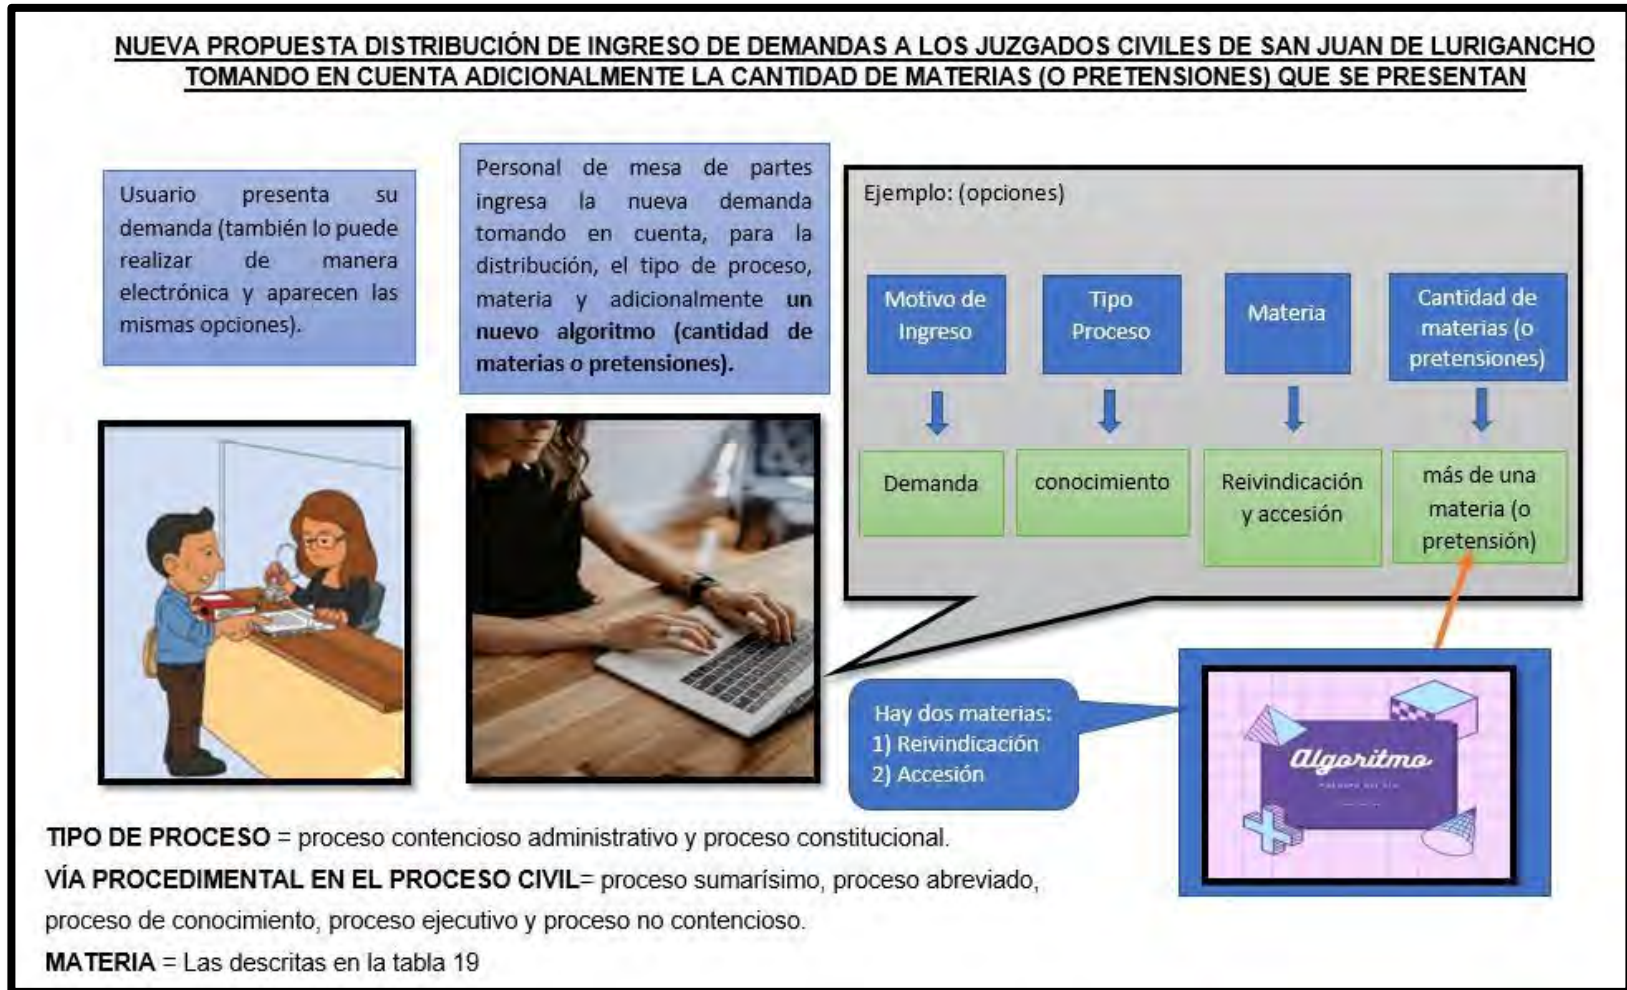 NUEVA PROPUESTA DISTRIBUCIÓN DE INGRESO DE DEMANDAS A LOS JUZGADOS CIVILES DE SAN JUAN DE LURIGANCHO
TOMANDO EN CUENTA ADICIONALMENTE LA CANTIDAD DE MATERIAS (O PRETENSIONES) QUE SE PRESENTAN
Usuario presenta su
demanda (también lo puede
realizar de manera
electrónica y aparecen las
mismas opciones).
Personal de mesa de partes
ingresa la nueva demanda
tomando en cuenta, para la
distribución, el tipo de proceso,
materia y adicionalmente un
nuevo algoritmo (cantidad de
materias o pretensiones).
Ejemplo: (opciones)
Motivo de
Ingreso
Tipo
Proceso
Materia
Cantidad de
materias (o
pretensiones)
Demanda
conocimiento
Reivindicación
y accesión
más de una
materia (o
pretensión)
Hay dos materias:
1) Reivindicación
2) Accesión
Algoritmo
TIPO DE PROCESO = proceso contencioso administrativo y proceso constitucional.
VÍA PROCEDIMENTAL EN EL PROCESO CIVIL= proceso sumarísimo, proceso abreviado,
proceso de conocimiento, proceso ejecutivo y proceso no contencioso.
MATERIA = Las descritas en la tabla 19